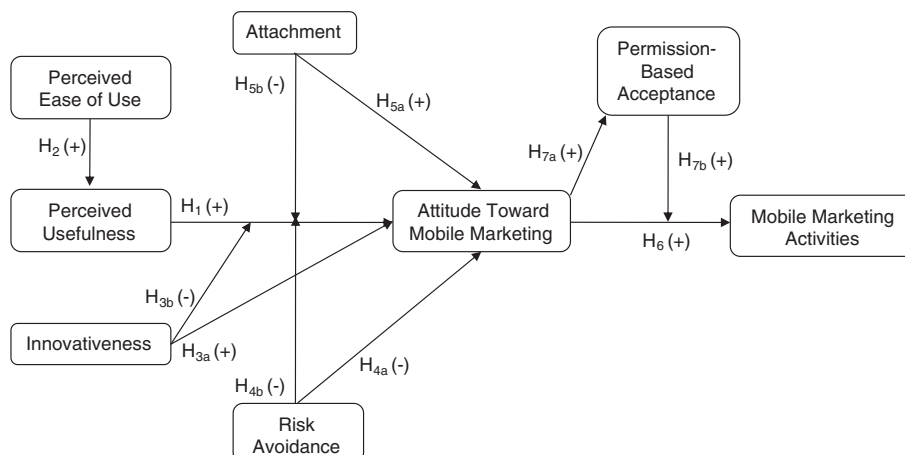 Attachment
Perceived
Ease of Use
Permission-
Based
Acceptance
H5b (-)
H5a (+)
H2 (+)
H7a (+)
H7b (+)
Perceived
Usefulness
H1 (+)
Attitude Toward
Mobile Marketing
H6 (+)
Mobile Marketing
Activities
H3b (-)
Innovativeness
H3a (+)
H4b (-)
H4a (-)
Risk
Avoidance